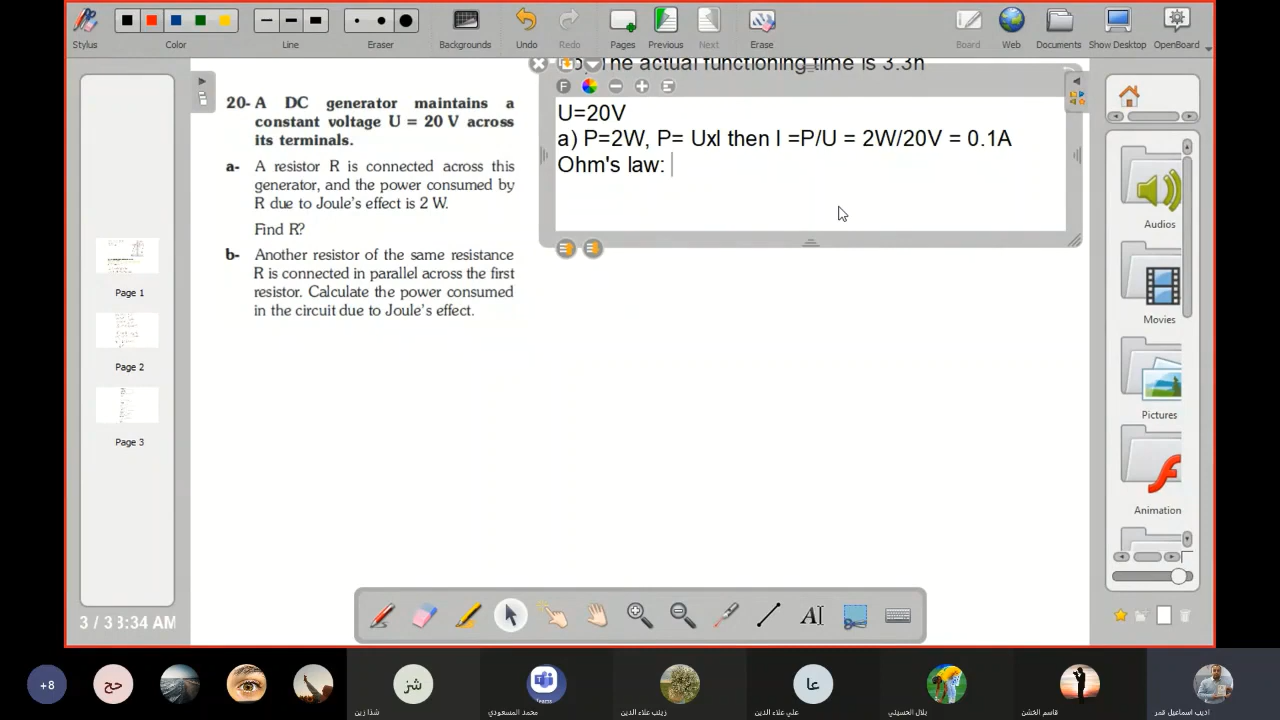 Stylus
Color
Line
Eraser
Backgrounds
Undo
Redo
Pages
Previous
Next
Erase
Board
Web
Documents
Show Desktop
OpenBoard
The actual functioning time is 3.3h
F
U=20V
a) P=2W, P= UxI then I =P/U = 2W/20V = 0.1A
Ohm's law:
20- A DC generator maintains a
constant voltage U = 20 V across
its terminals.
a- A resistor R is connected across this
generator, and the power consumed by
R due to Joule's effect is 2 W.
Find R?
b- Another resistor of the same resistance
R is connected in parallel across the first
resistor. Calculate the power consumed
in the circuit due to Joule's effect.
Page 1
Page 2
Page 3
3 / 3
3:34 AM
Audios
Movies
Pictures
Animation
+8
حح
شز
شذا زين
محمد المسعودي
زينب علاء الدين
عا
علي علاء الدين
بلال الحسيني
قاسم الخشن
اديب اسماعيل قمر